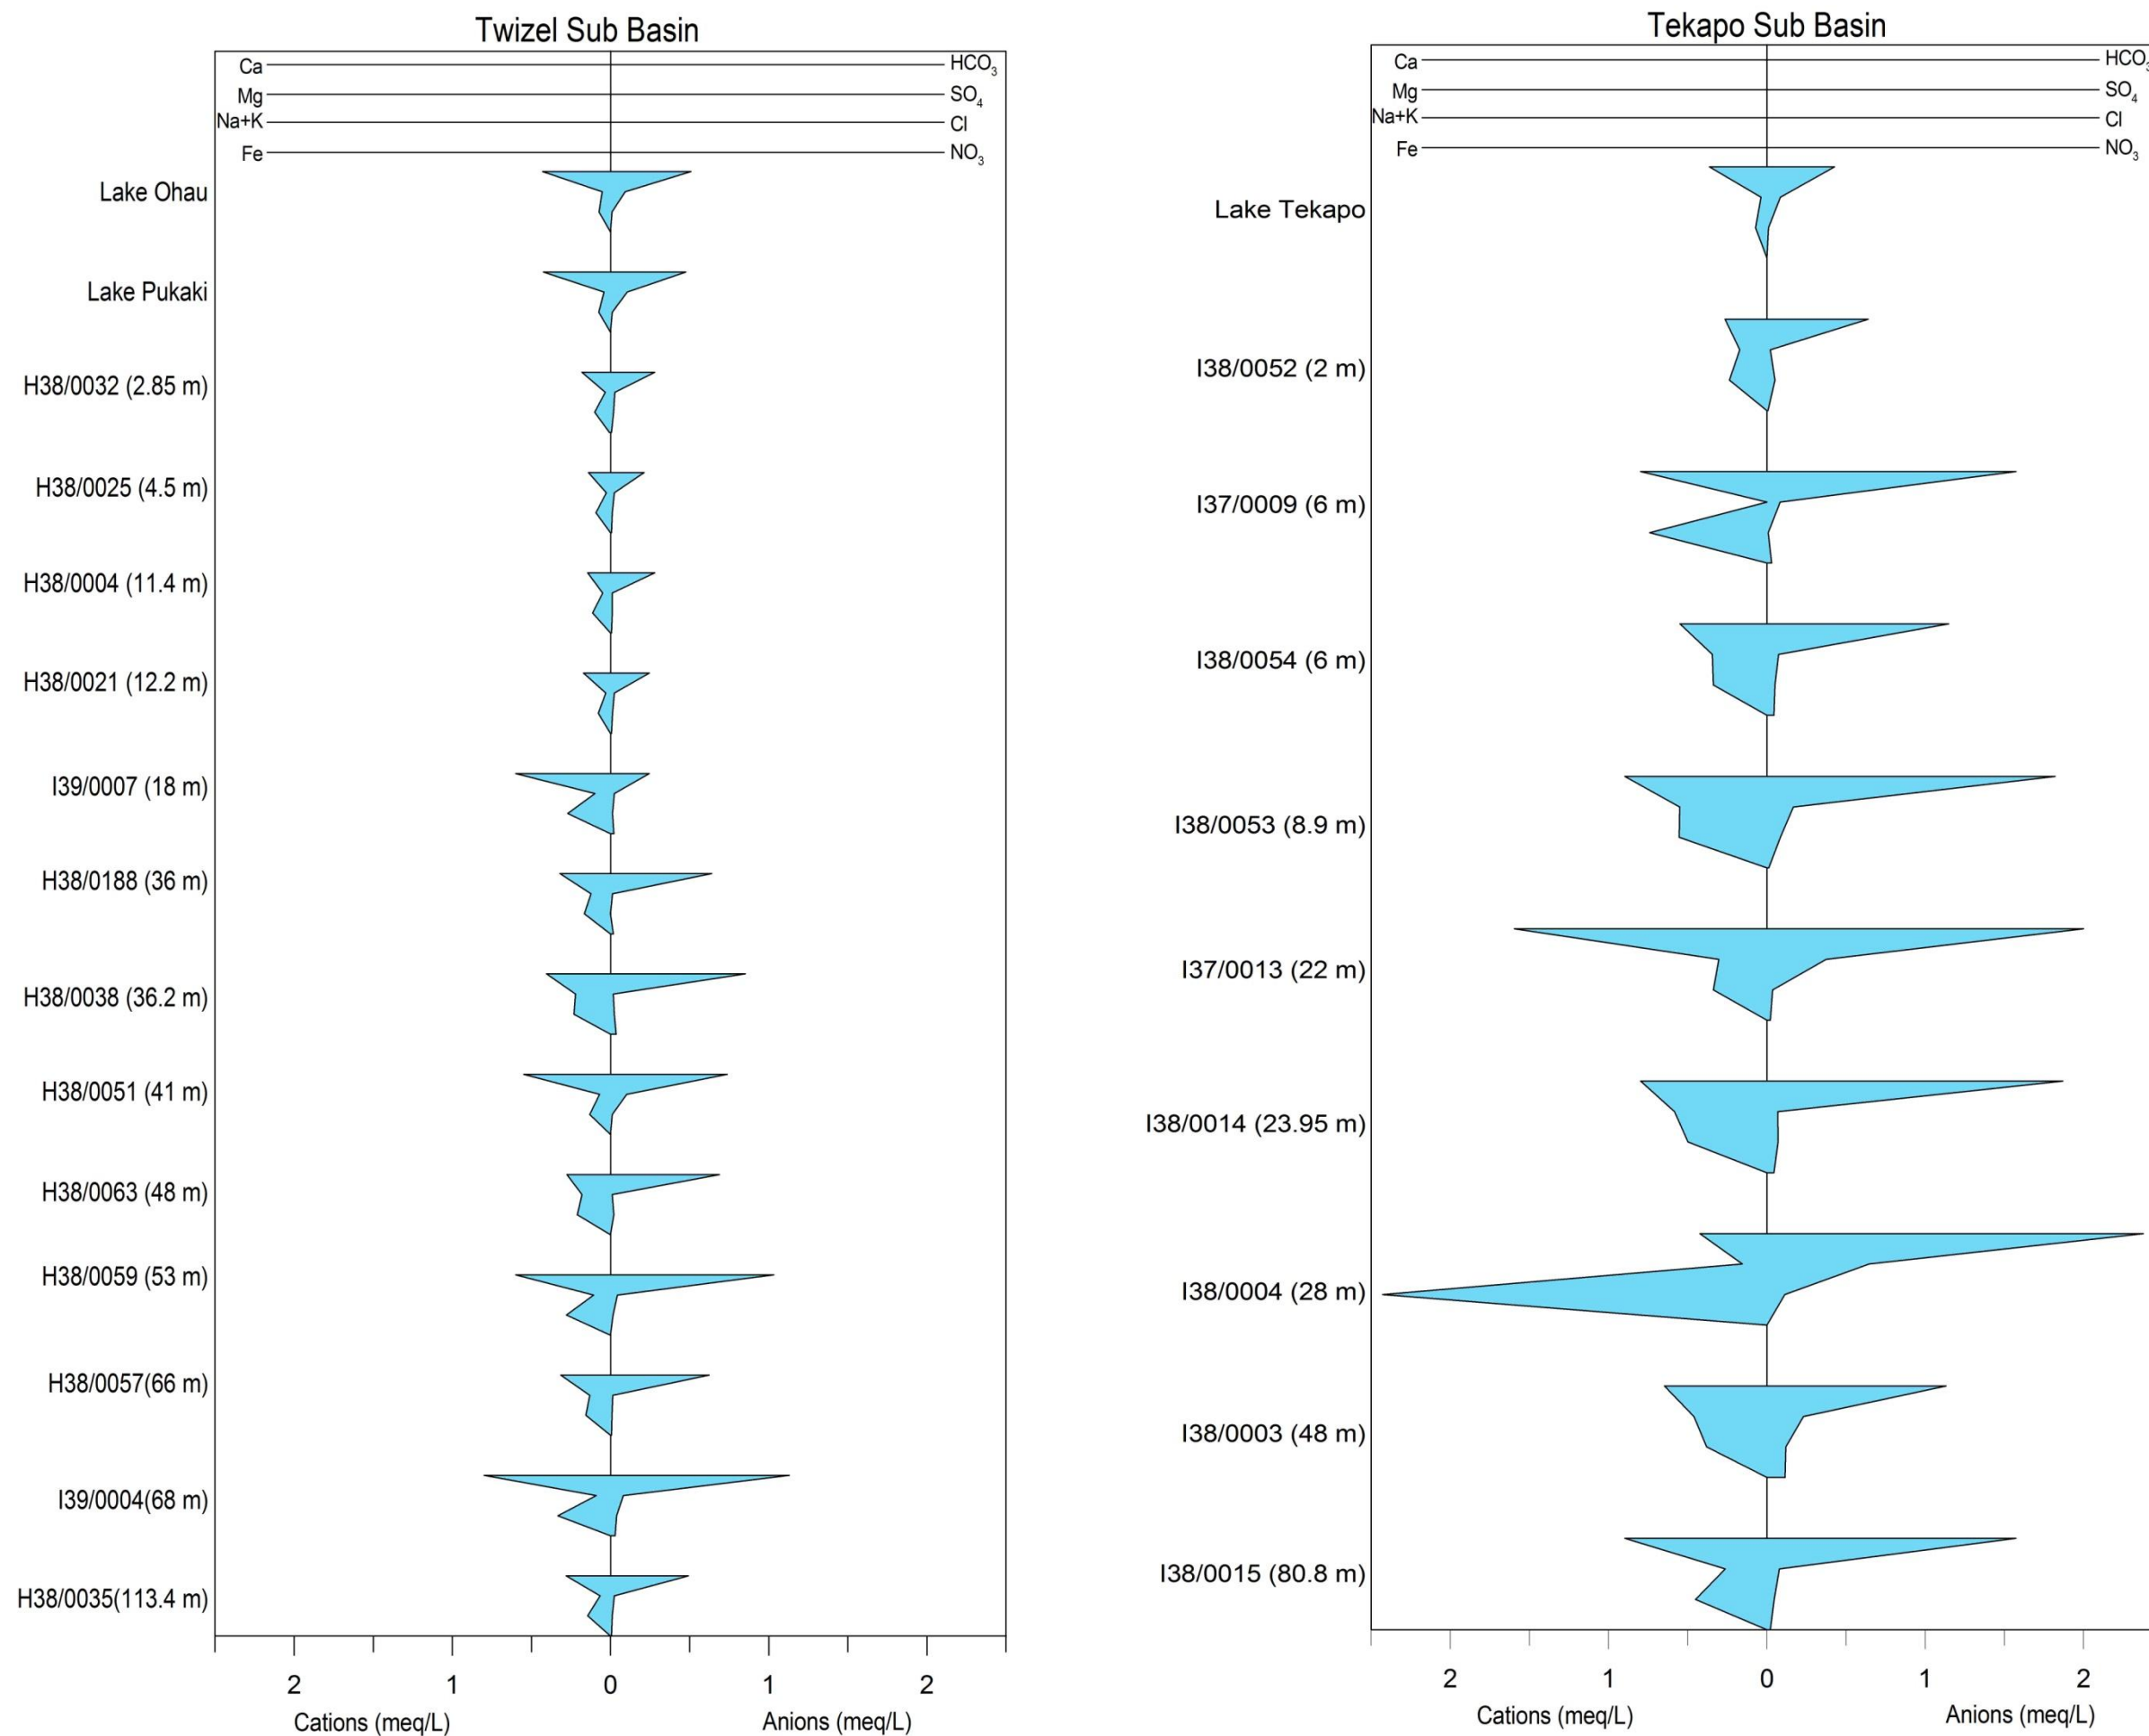 Twizel Sub Basin
Ca
HCO₃
Mg
SO₄
Na+K
Cl
Fe
NO₃
Lake Ohau
Lake Pukaki
H38/0032 (2.85 m)
H38/0025 (4.5 m)
H38/0004 (11.4 m)
H38/0021 (12.2 m)
I39/0007 (18 m)
H38/0188 (36 m)
H38/0038 (36.2 m)
H38/0051 (41 m)
H38/0063 (48 m)
H38/0059 (53 m)
H38/0057(66 m)
I39/0004(68 m)
H38/0035(113.4 m)
2 1 0 1 2
Cations (meq/L) Anions (meq/L)
Tekapo Sub Basin
Ca
HCO₃
Mg
SO₄
Na+K
Cl
Fe
NO₃
Lake Tekapo
I38/0052 (2 m)
I37/0009 (6 m)
I38/0054 (6 m)
I38/0053 (8.9 m)
I37/0013 (22 m)
I38/0014 (23.95 m)
I38/0004 (28 m)
I38/0003 (48 m)
I38/0015 (80.8 m)
2 1 0 1 2
Cations (meq/L) Anions (meq/L)